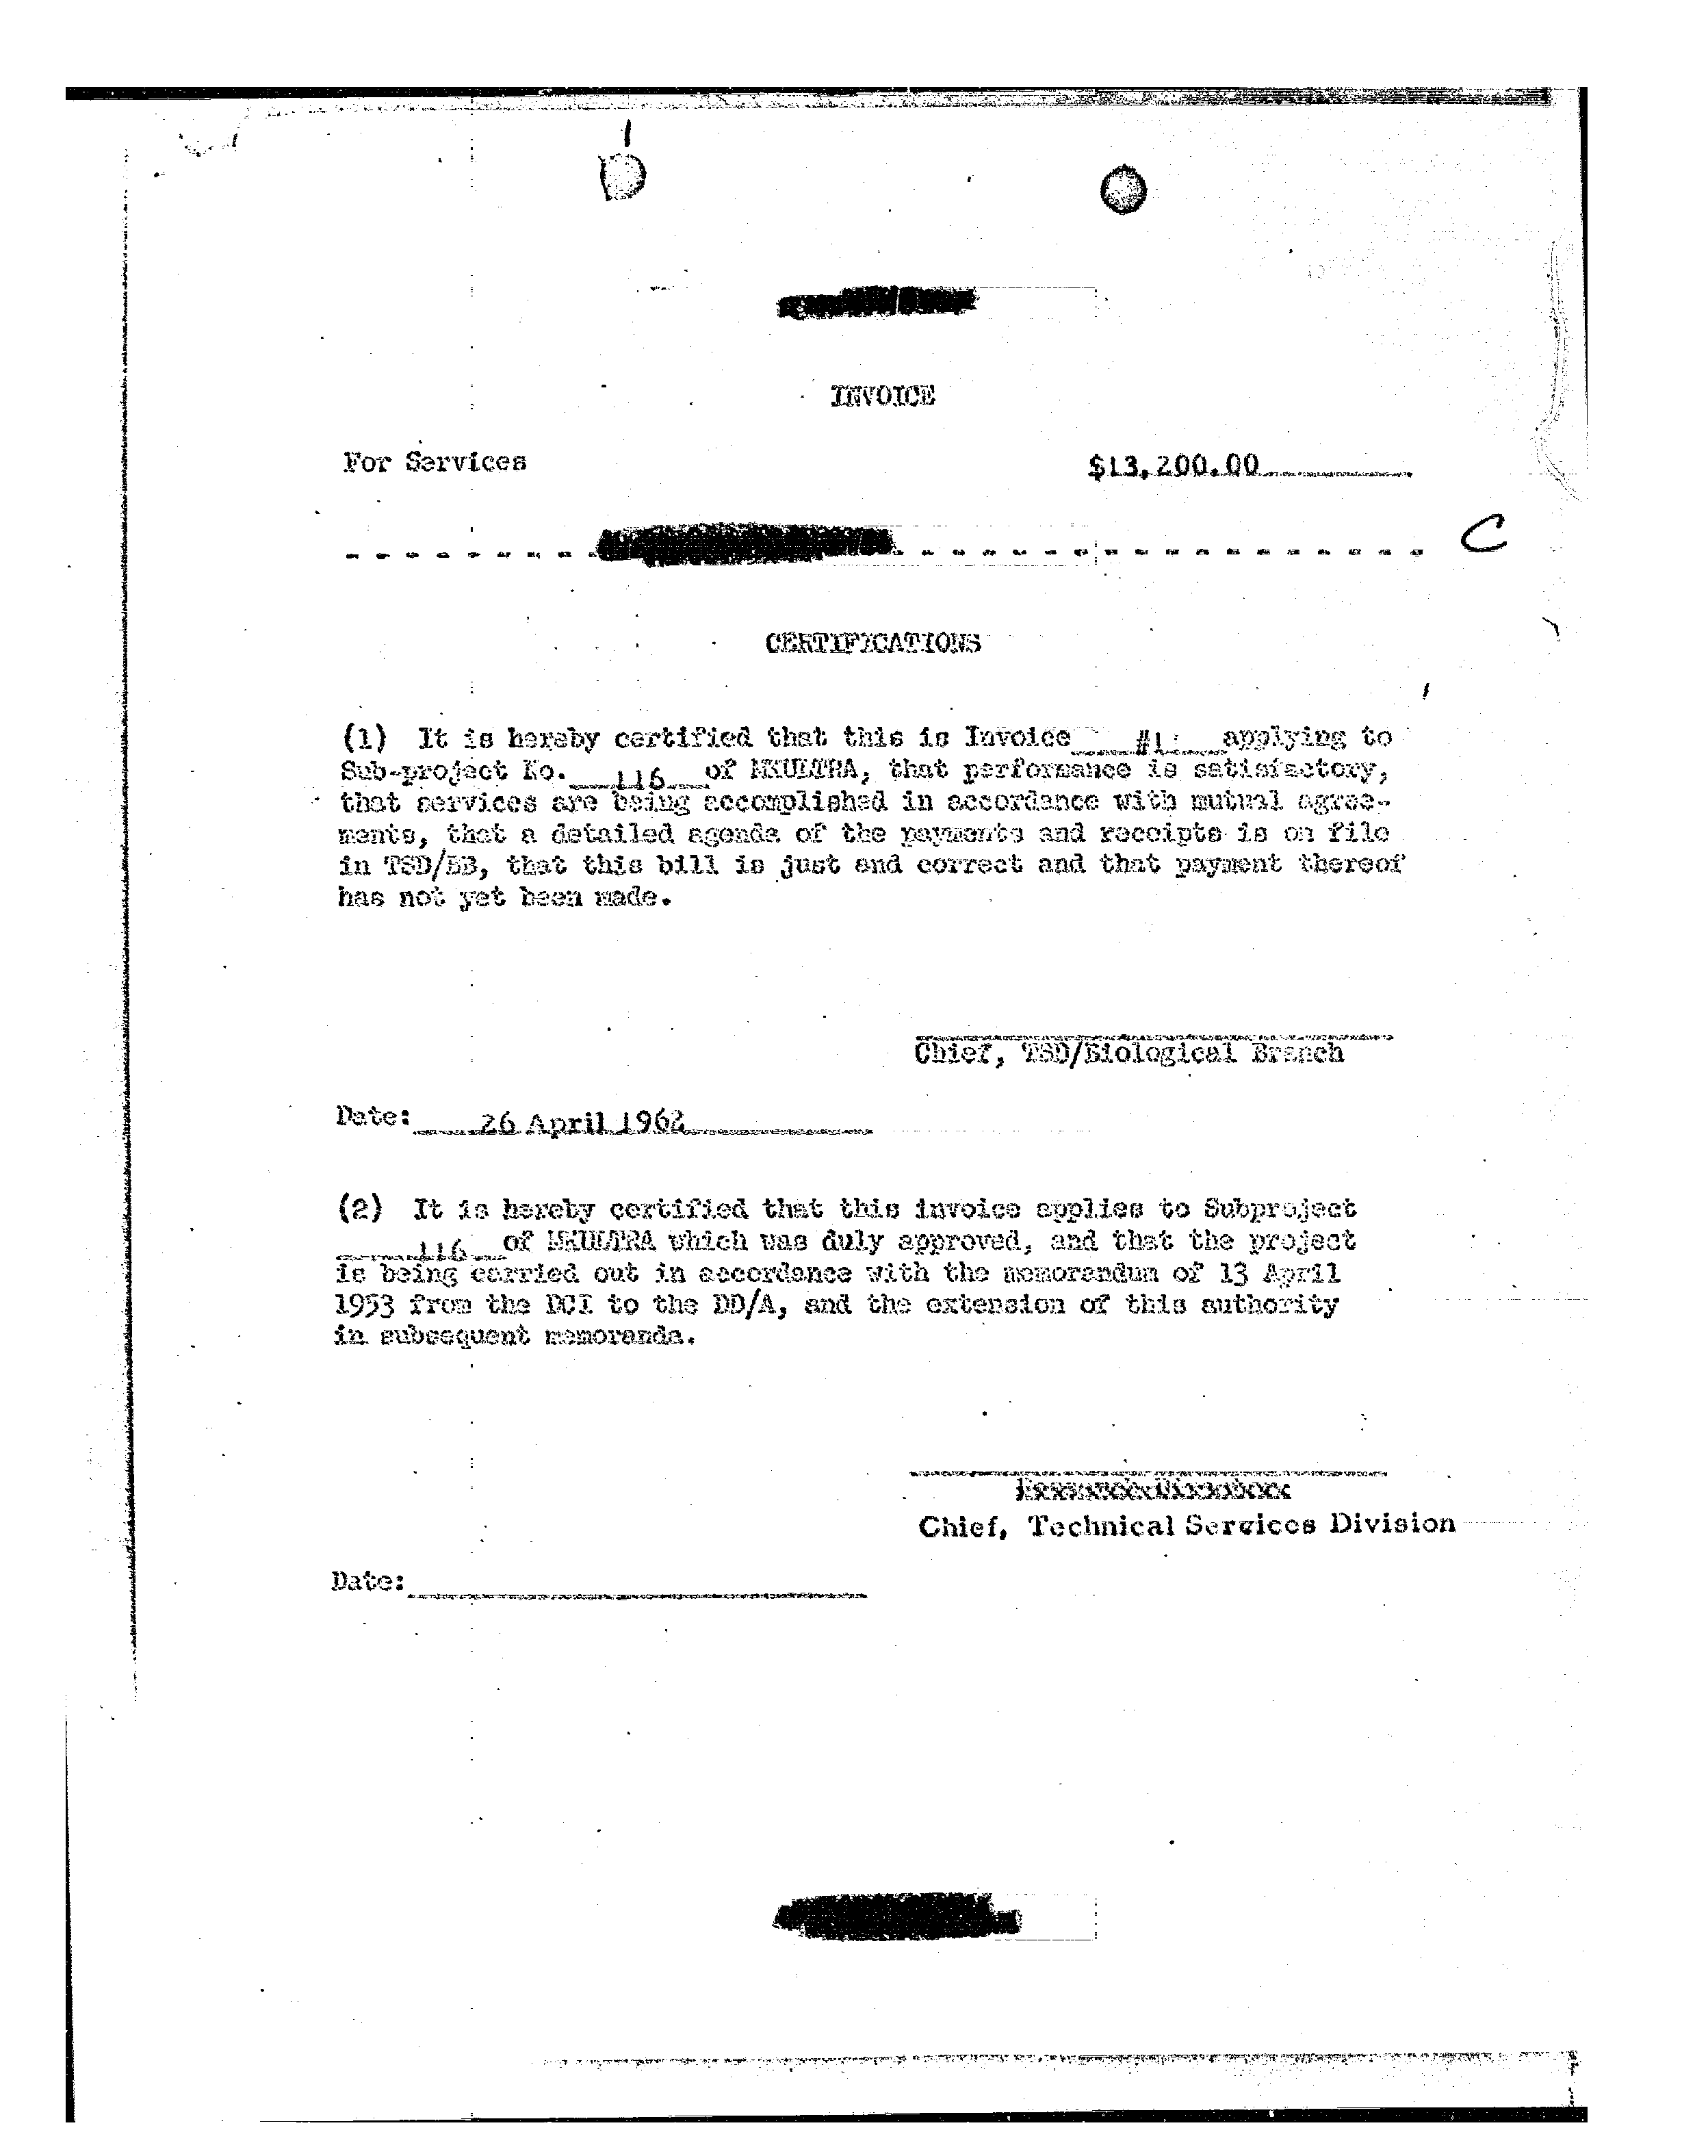 INVOICE
For Services $13,200.00
C
CERTIFICATIONS
(1) It is hereby certified that this is Invoice #1 applying to
Sub-project No. 116 of MKULTRA, that performance is satisfactory,
that services are being accomplished in accordance with mutual agree-
ments, that a detailed agenda of the payments and receipts is on file
in TSD/BB, that this bill is just and correct and that payment thereof
has not yet been made.
Chief, TSD/Biological Branch
Date: 26 April 1962
(2) It is hereby certified that this invoice applies to Subproject
116 of MKULTRA which was duly approved, and that the project
is being carried out in accordance with the memorandum of 13 April
1953 from the DCI to the DD/A, and the extension of this authority
in subsequent memoranda.
Chief, Technical Services Division
Date: